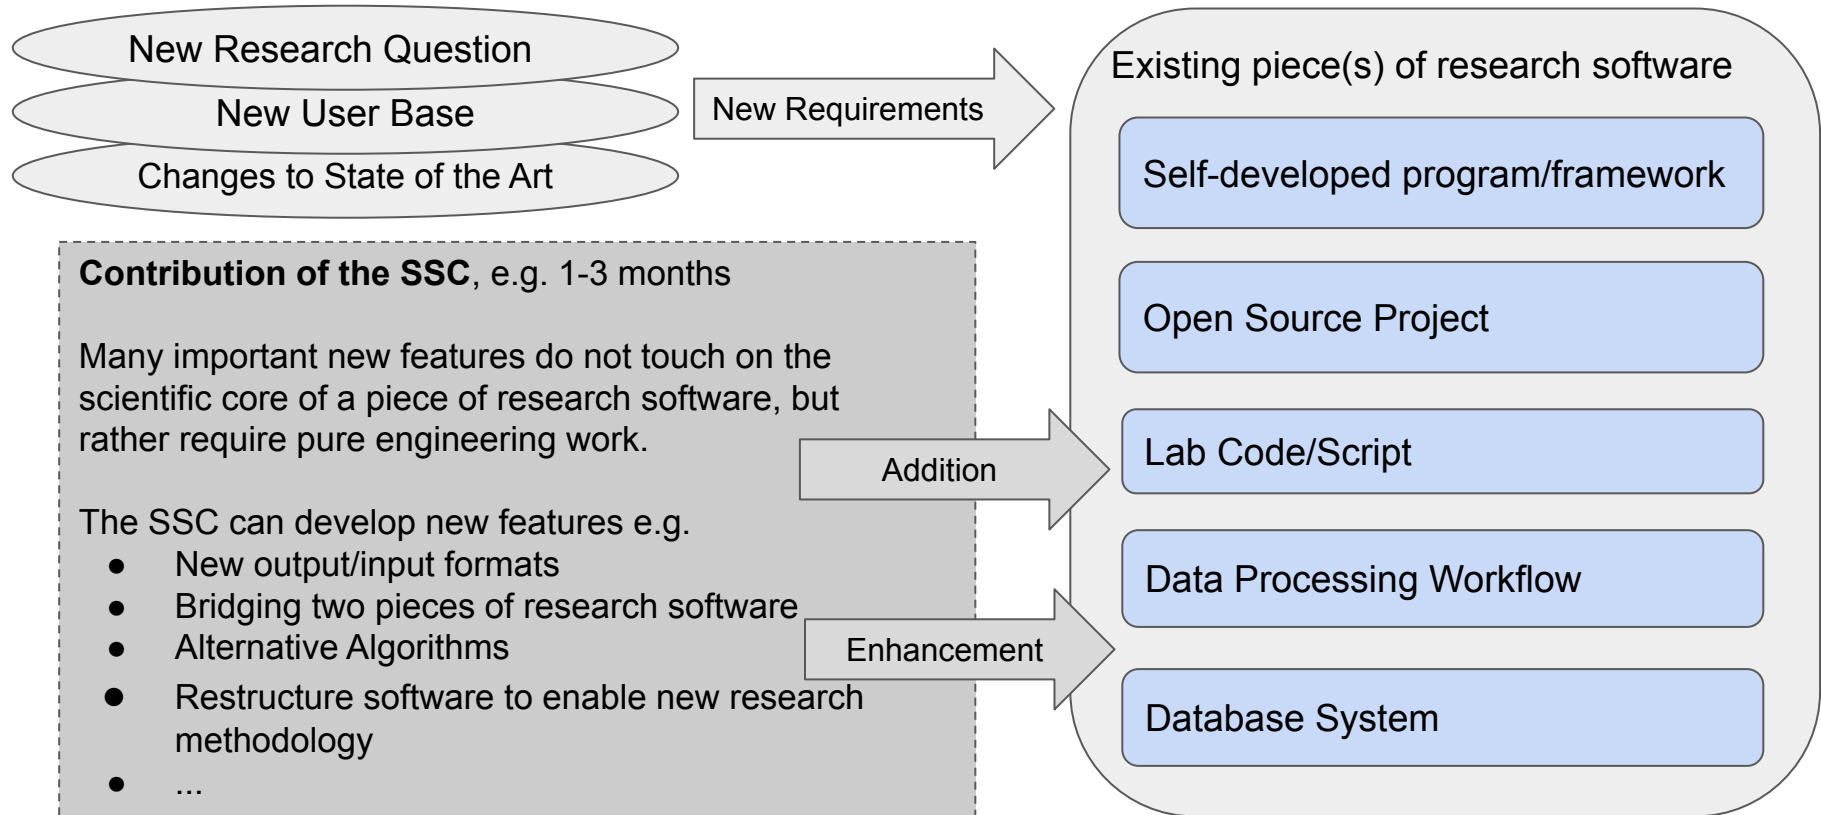 New Research Question
New User Base
Changes to State of the Art
New Requirements
Contribution of the SSC, e.g. 1-3 months
Many important new features do not touch on the
scientific core of a piece of research software, but
rather require pure engineering work.
The SSC can develop new features e.g.
● New output/input formats
● Bridging two pieces of research software
● Alternative Algorithms
● Restructure software to enable new research
methodology
● ...
Addition
Enhancement
Existing piece(s) of research software
Self-developed program/framework
Open Source Project
Lab Code/Script
Data Processing Workflow
Database System